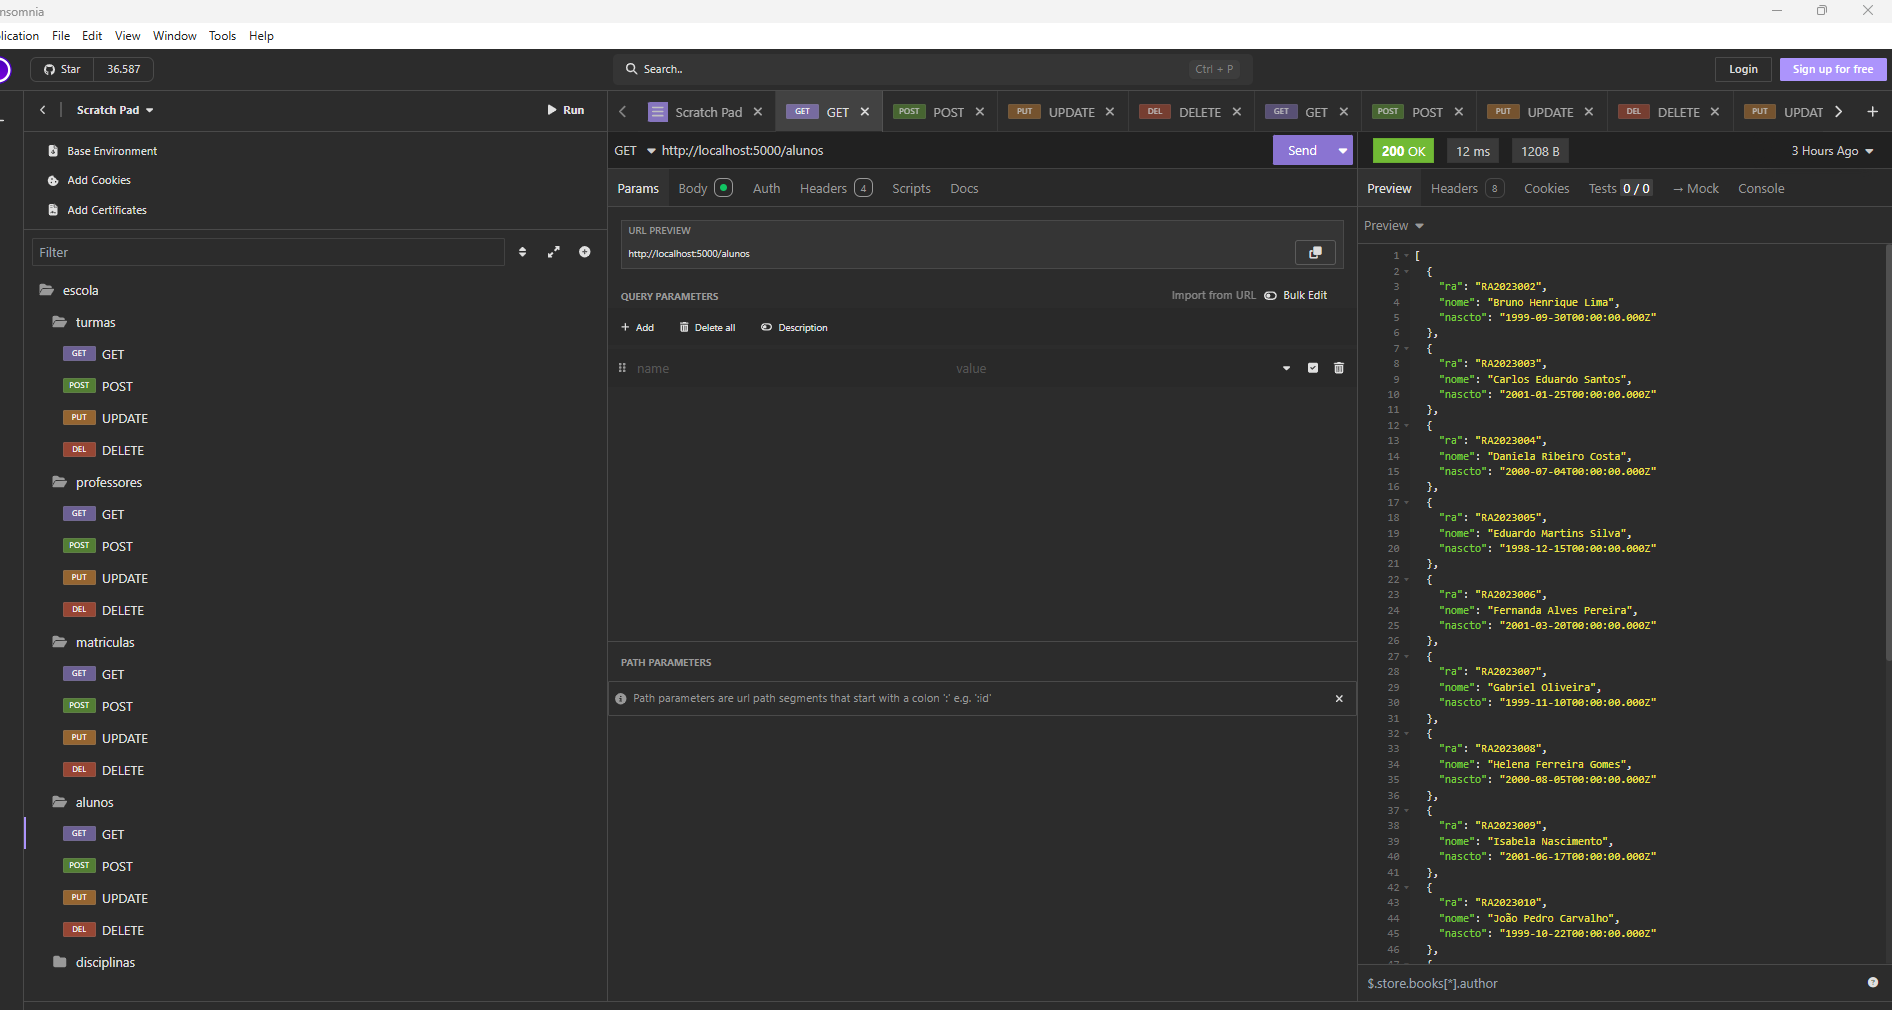 nsomnia
lication File Edit View Window Tools Help
Star 36.587
Search.. Ctrl + P
Login Sign up for free
Scratch Pad Run
Scratch Pad GET GET POST POST PUT UPDATE DEL DELETE GET GET POST POST PUT UPDATE DEL DELETE PUT UPDAT
Base Environment
Add Cookies
Add Certificates
Filter
escola
turmas
GET GET
POST POST
PUT UPDATE
DEL DELETE
professores
GET GET
POST POST
PUT UPDATE
DEL DELETE
matriculas
GET GET
POST POST
PUT UPDATE
DEL DELETE
alunos
GET GET
POST POST
PUT UPDATE
DEL DELETE
disciplinas
GET http://localhost:5000/alunos Send
Params Body Auth Headers 4 Scripts Docs
URL PREVIEW
http://localhost:5000/alunos
QUERY PARAMETERS Import from URL Bulk Edit
+ Add Delete all Description
name value
PATH PARAMETERS
Path parameters are url path segments that start with a colon ':' e.g. ':id'
200 OK 12 ms 1208 B 3 Hours Ago
Preview Headers 8 Cookies Tests 0 / 0 → Mock Console
Preview
1 [
2 {
3 "ra": "RA2023002",
4 "nome": "Bruno Henrique Lima",
5 "nascto": "1999-09-30T00:00:00.000Z"
6 },
7 {
8 "ra": "RA2023003",
9 "nome": "Carlos Eduardo Santos",
10 "nascto": "2001-01-25T00:00:00.000Z"
11 },
12 {
13 "ra": "RA2023004",
14 "nome": "Daniela Ribeiro Costa",
15 "nascto": "2000-07-04T00:00:00.000Z"
16 },
17 {
18 "ra": "RA2023005",
19 "nome": "Eduardo Martins Silva",
20 "nascto": "1998-12-15T00:00:00.000Z"
21 },
22 {
23 "ra": "RA2023006",
24 "nome": "Fernanda Alves Pereira",
25 "nascto": "2001-03-20T00:00:00.000Z"
26 },
27 {
28 "ra": "RA2023007",
29 "nome": "Gabriel Oliveira",
30 "nascto": "1999-11-10T00:00:00.000Z"
31 },
32 {
33 "ra": "RA2023008",
34 "nome": "Helena Ferreira Gomes",
35 "nascto": "2000-08-05T00:00:00.000Z"
36 },
37 {
38 "ra": "RA2023009",
39 "nome": "Isabela Nascimento",
40 "nascto": "2001-06-17T00:00:00.000Z"
41 },
42 {
43 "ra": "RA2023010",
44 "nome": "João Pedro Carvalho",
45 "nascto": "1999-10-22T00:00:00.000Z"
46 },
47 {
$.store.books[*].author